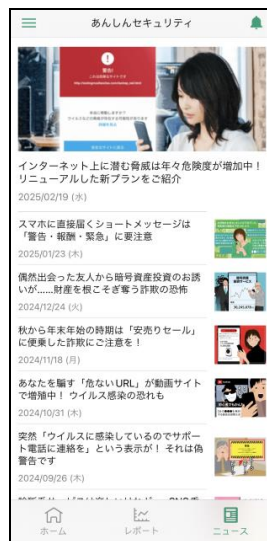 あんしんセキュリティ
警告!
インターネット上に潜む脅威は年々危険度が増加中!
リニューアルした新プランをご紹介
2025/02/19 (水)
スマホに直接届くショートメッセージは
「警告・報酬・緊急」に要注意
2025/01/23 (木)
偶然出会った友人から暗号資産投資のお誘
いが……財産を根こそぎ奪う詐欺の恐怖
2024/12/24 (火)
秋から年末年始の時期は「安売りセール」
に便乗した詐欺にご注意を!
2024/11/18 (月)
あなたを騙す「危ないURL」が動画サイト
で増殖中! ウイルス感染の恐れも
2024/10/31 (木)
突然「ウイルスに感染しているのでサポー
ト電話に連絡を」という表示が! それは偽
警告です
2024/09/26 (木)
ホーム
レポート
ニュース